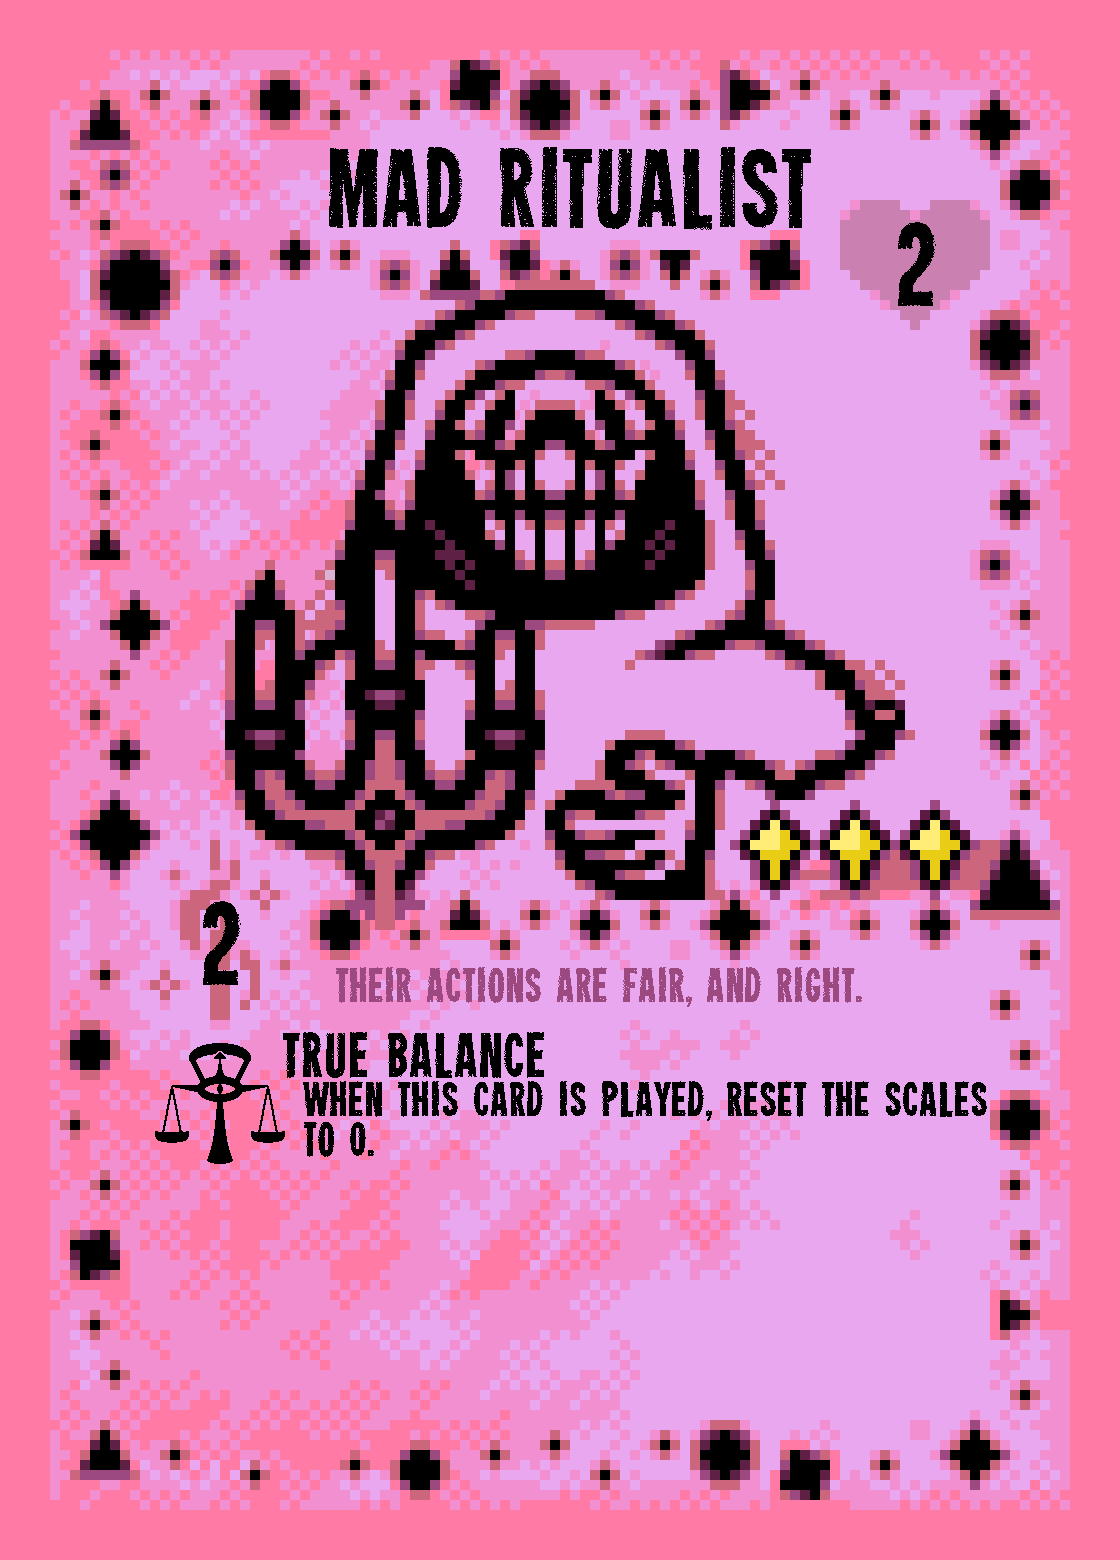 MAD RITUALIST
2
2
THEIR ACTIONS ARE FAIR, AND RIGHT.
TRUE BALANCE
WHEN THIS CARD IS PLAYED, RESET THE SCALES
TO 0.